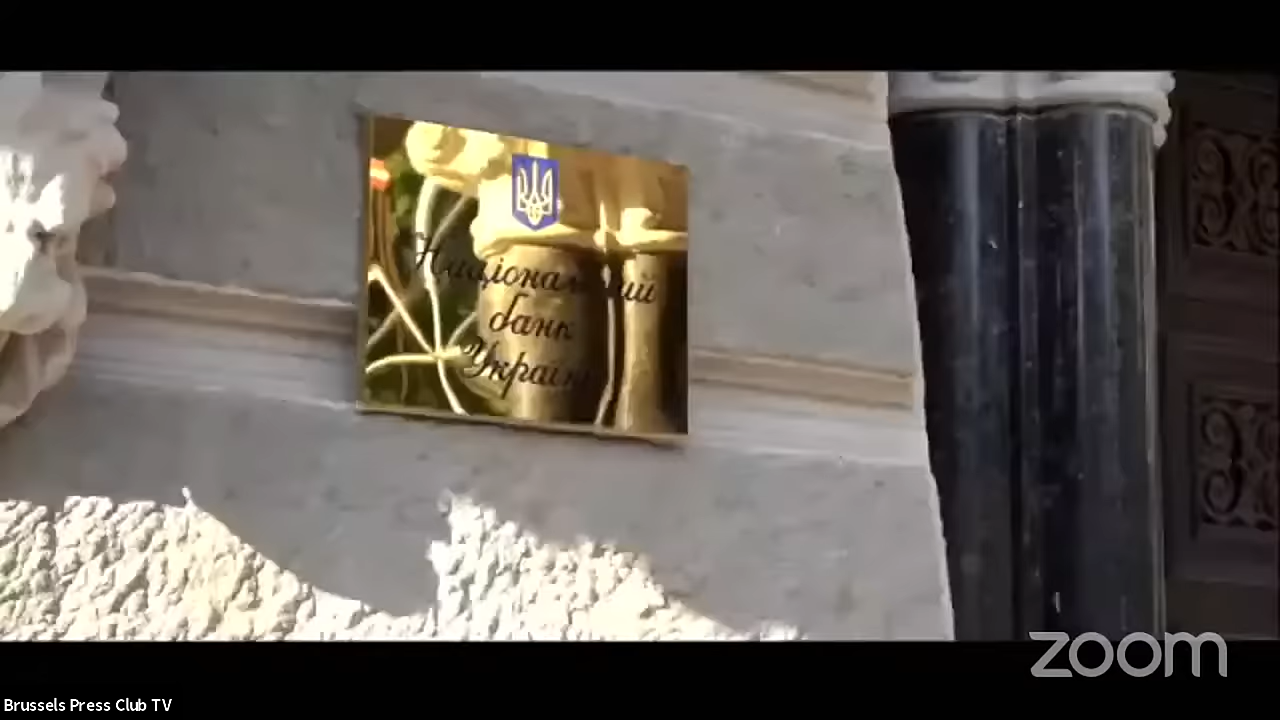 Національний
банк
України
zoom
Brussels Press Club TV